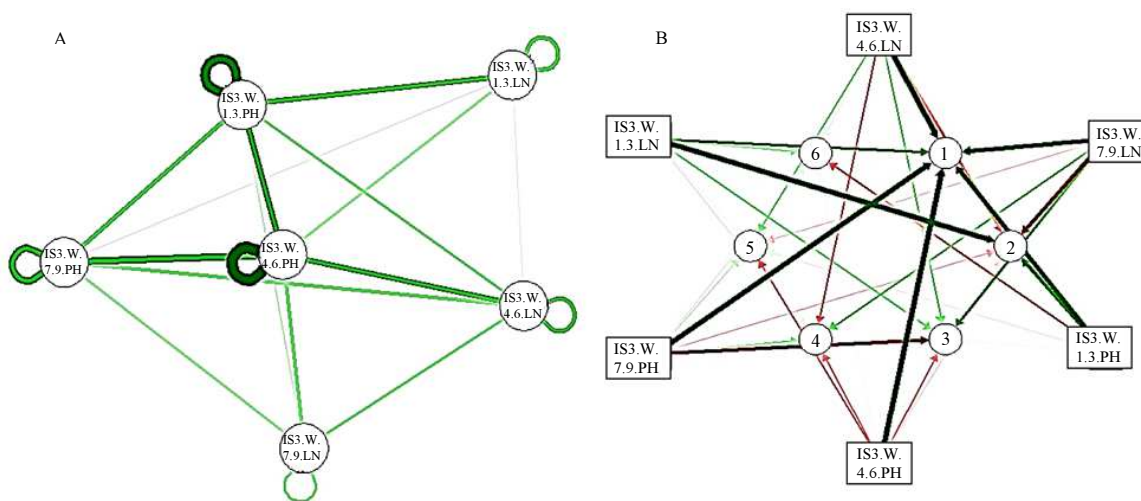 A
IS3.W.
1.3.PH
IS3.W.
1.3.LN
IS3.W.
7.9.PH
IS3.W.
4.6.PH
IS3.W.
4.6.LN
IS3.W.
7.9.LN
B
IS3.W.
4.6.LN
IS3.W.
1.3.LN
IS3.W.
7.9.LN
6
1
5
2
4
3
IS3.W.
7.9.PH
IS3.W.
1.3.PH
IS3.W.
4.6.PH